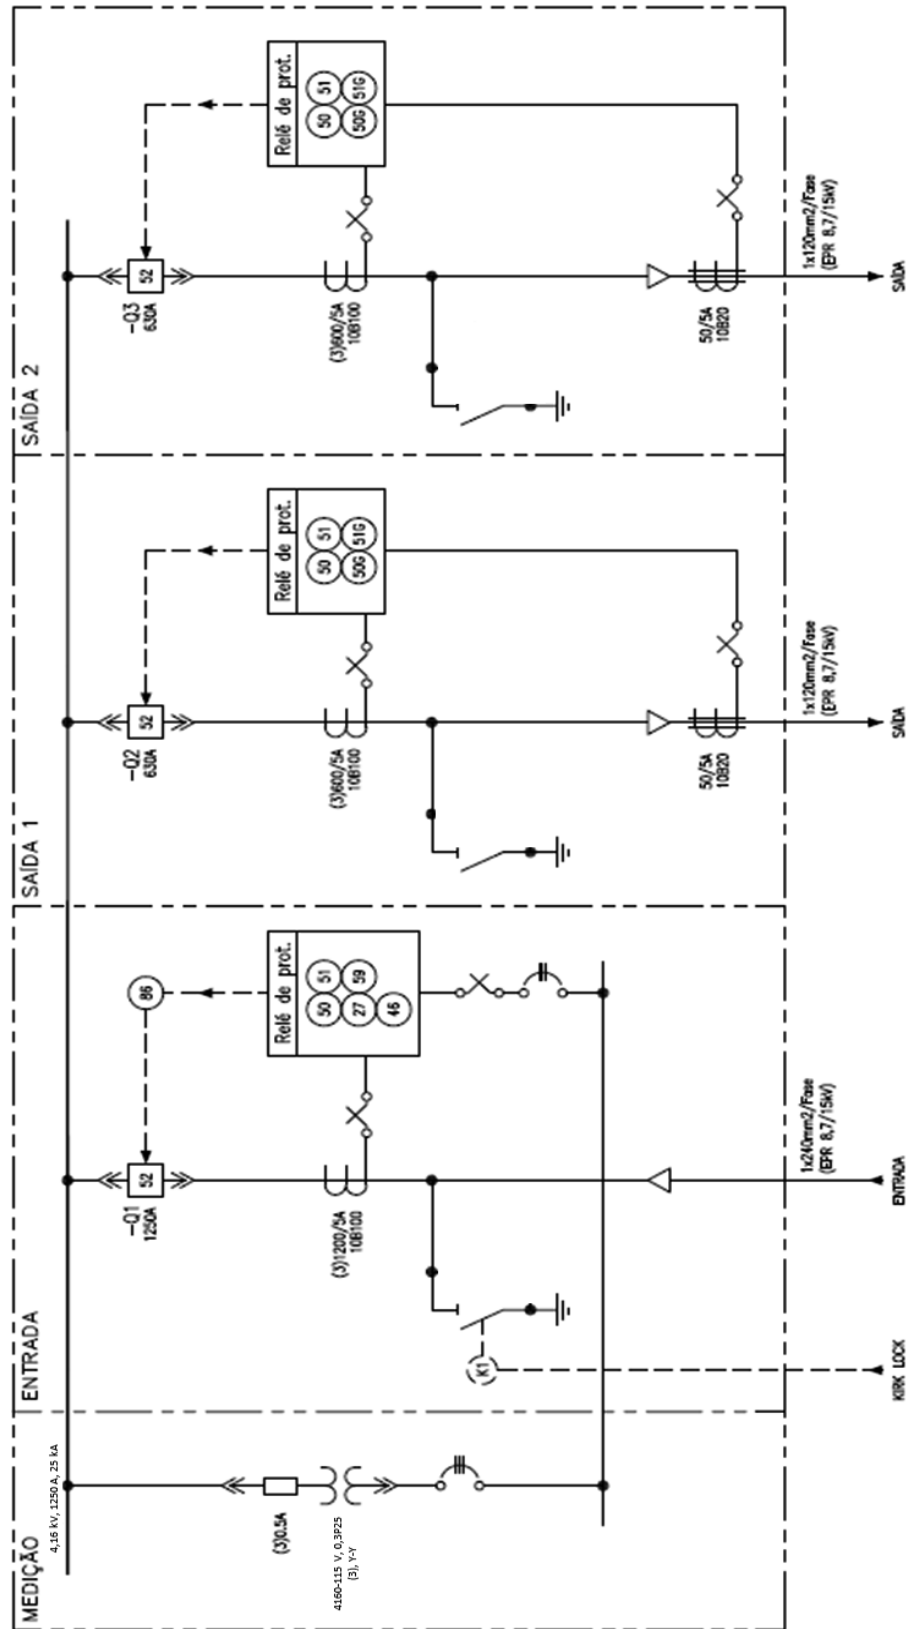 MEDIÇÃO
4,16 kV, 1250 A, 25 kA
(3)0.5A
4160-115 V, 0,3P25
(3), Y-Y
ENTRADA
-Q1
1250A
52
86
(3)1200/5A
10B100
Relé de prot.
50
51
27
59
46
K1
KIRK LOCK
1x240mm2/Fase
(EPR 8,7/15kV)
ENTRADA
SAÍDA 1
-Q2
630A
52
(3)600/5A
10B100
Relé de prot.
50
51
50G
51G
50/5A
10B20
1x120mm2/Fase
(EPR 8,7/15kV)
SAÍDA
SAÍDA 2
-Q3
630A
52
(3)600/5A
10B100
Relé de prot.
50
51
50G
51G
50/5A
10B20
1x120mm2/Fase
(EPR 8,7/15kV)
SAÍDA